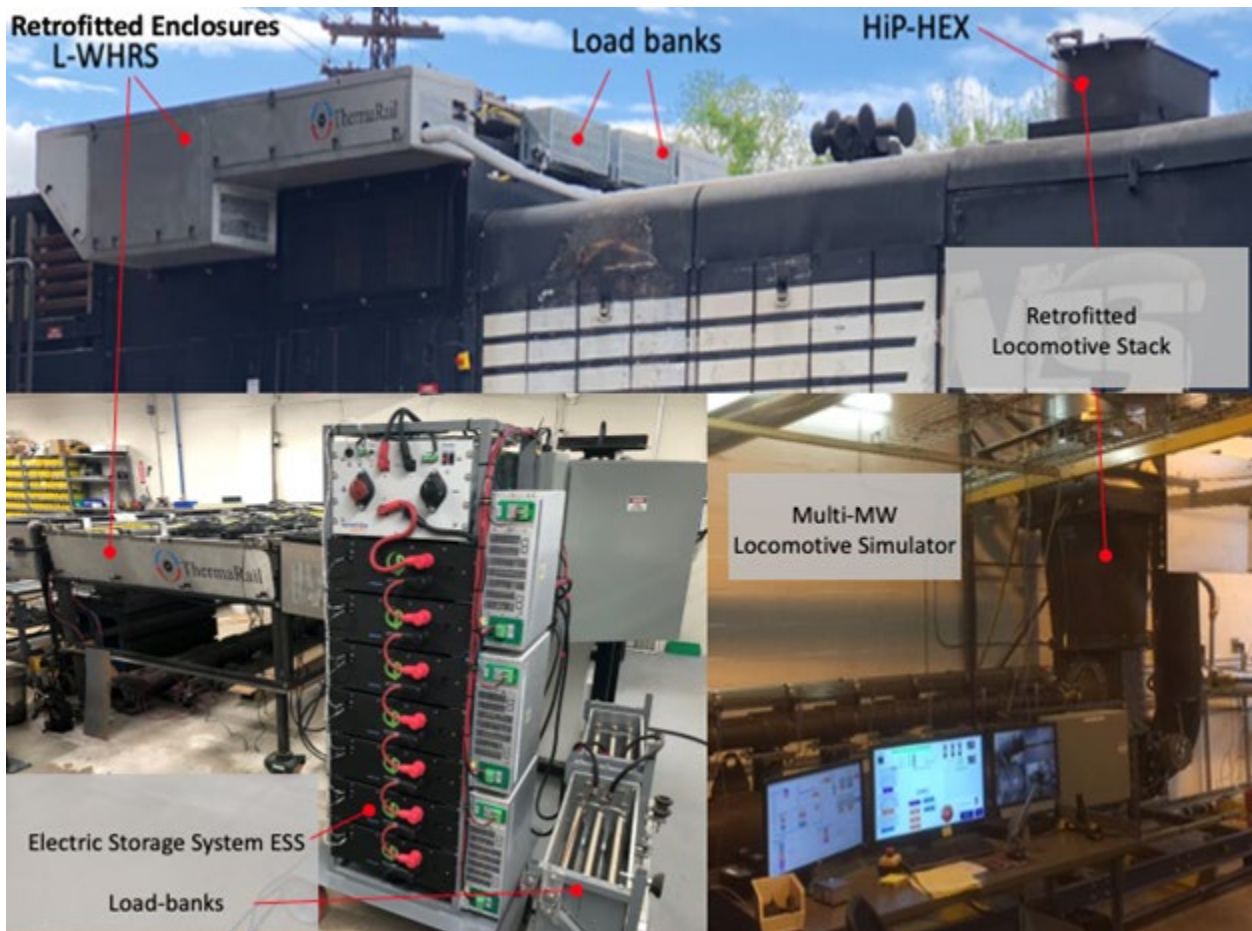 Retrofitted Enclosures
L-WHRS
Load banks
HiP-HEX
ThermaRail
Retrofitted
Locomotive Stack
ThermaRail
Multi-MW
Locomotive Simulator
Electric Storage System ESS
Load-banks